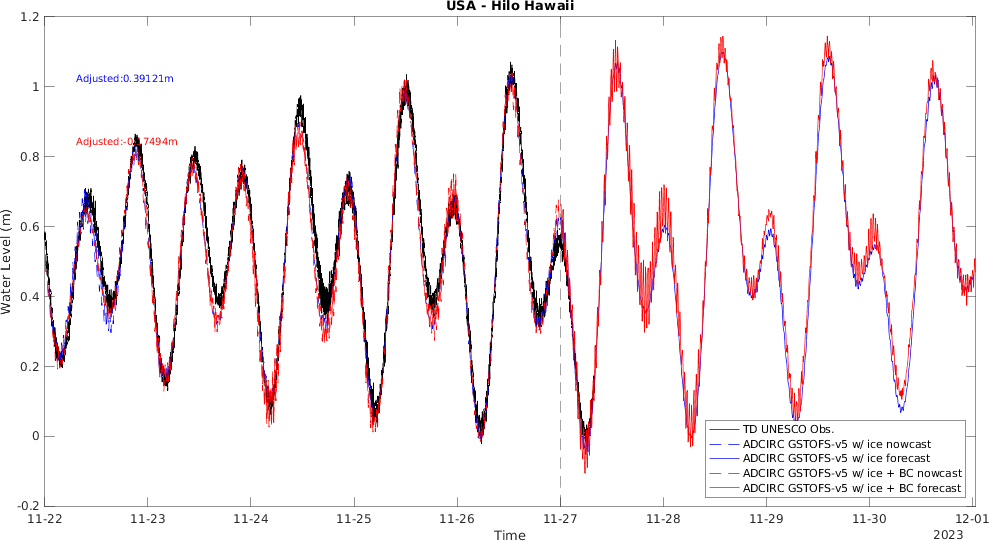 USA - Hilo Hawaii
1.2
1
0.8
0.6
0.4
0.2
0
-0.2
Water Level (m)
Adjusted:0.39121m
TD UNESCO Obs.
ADCIRC GSTOFS-v5 w/ ice nowcast
ADCIRC GSTOFS-v5 w/ ice forecast
ADCIRC GSTOFS-v5 w/ ice + BC nowcast
ADCIRC GSTOFS-v5 w/ ice + BC forecast
11-22
11-23
11-24
11-25
11-26
11-27
11-28
11-29
11-30
12-01
Time
2023